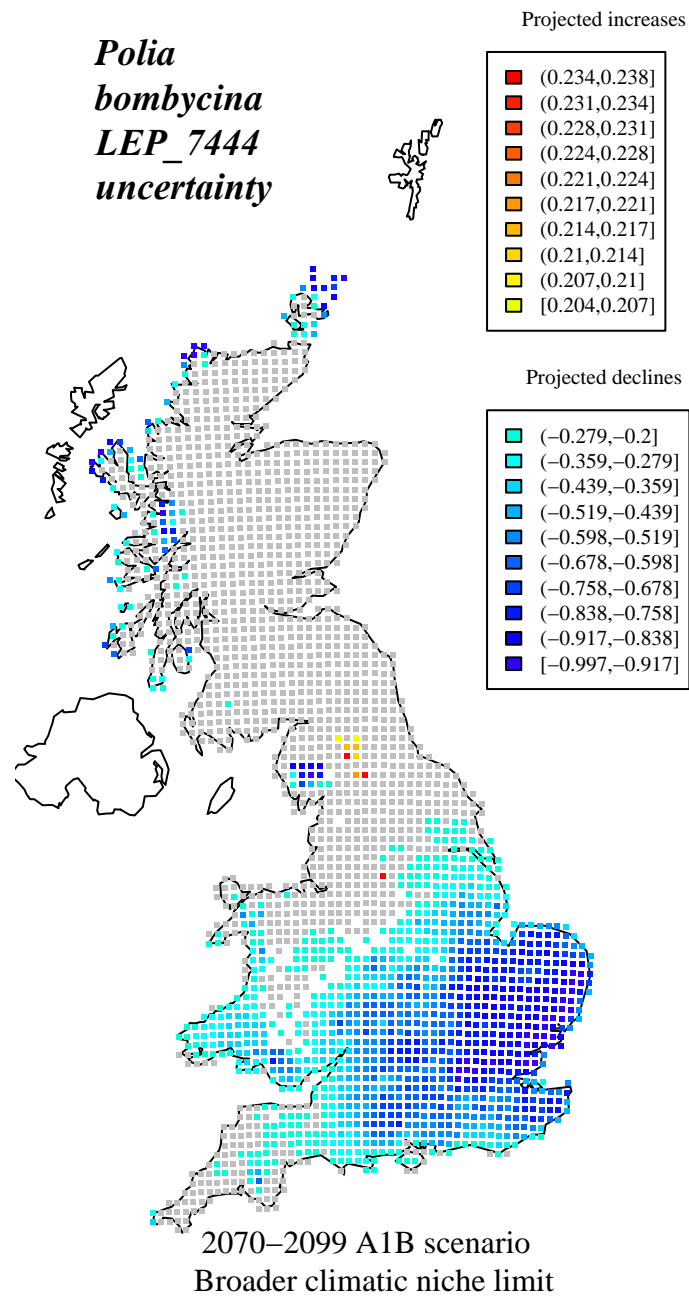 Polia
bombycina
LEP_7444
uncertainty
Projected increases
(0.234,0.238]
(0.231,0.234]
(0.228,0.231]
(0.224,0.228]
(0.221,0.224]
(0.217,0.221]
(0.214,0.217]
(0.21,0.214]
(0.207,0.21]
[0.204,0.207]
Projected declines
(−0.279,−0.2]
(−0.359,−0.279]
(−0.439,−0.359]
(−0.519,−0.439]
(−0.598,−0.519]
(−0.678,−0.598]
(−0.758,−0.678]
(−0.838,−0.758]
(−0.917,−0.838]
[−0.997,−0.917]
2070−2099 A1B scenario
Broader climatic niche limit